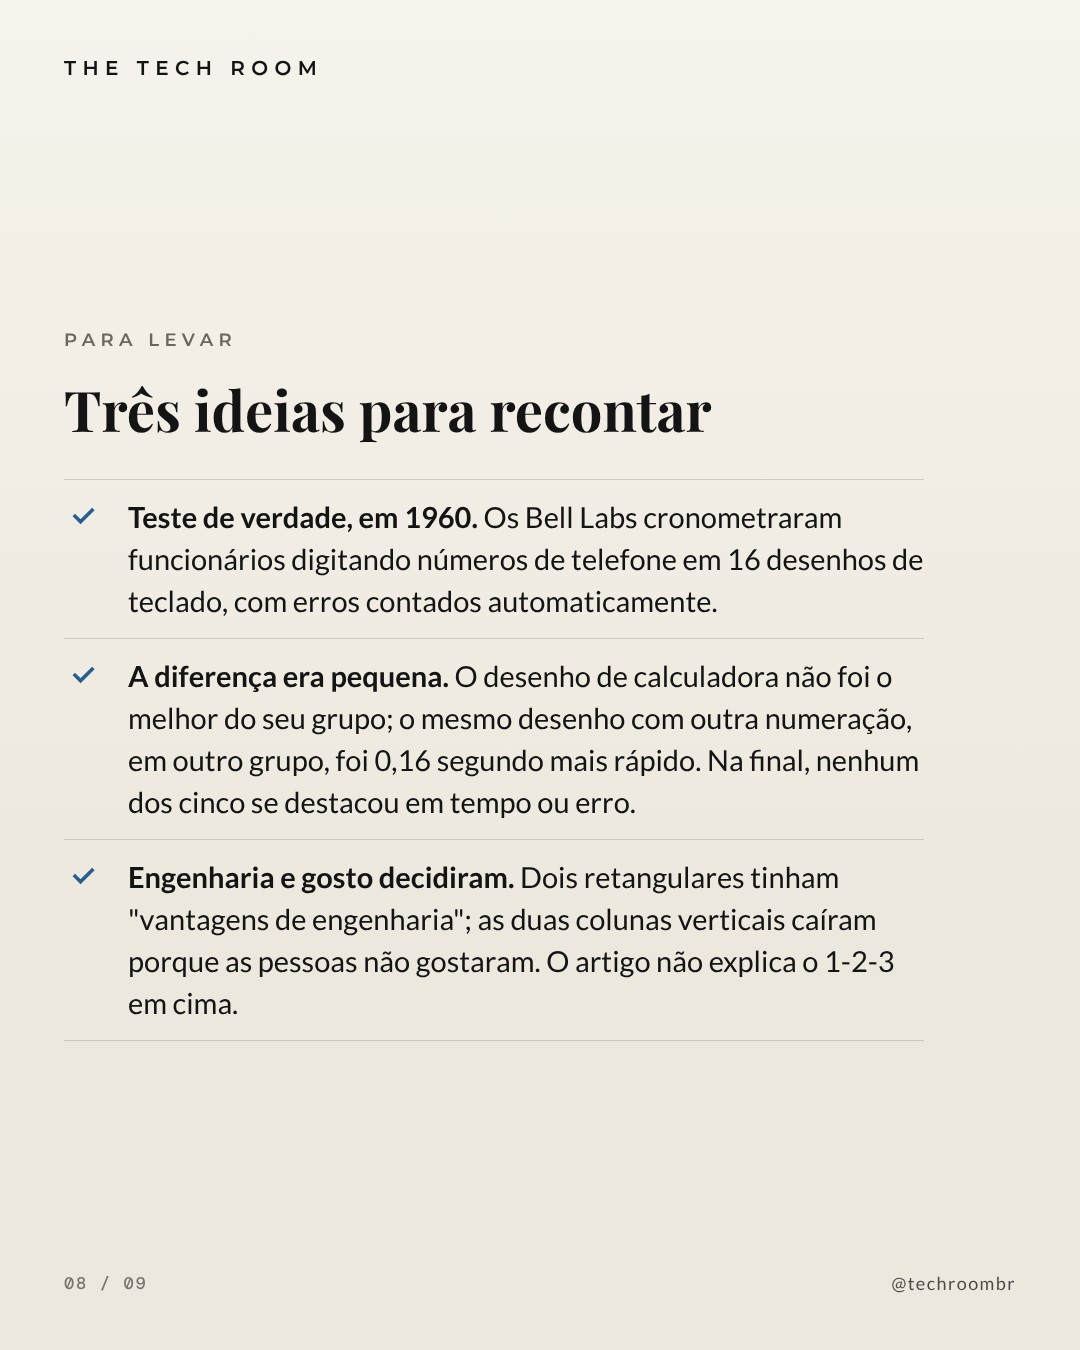 THE TECH ROOM
PARA LEVAR
Três ideias para recontar
Teste de verdade, em 1960. Os Bell Labs cronometraram
funcionários digitando números de telefone em 16 desenhos de
teclado, com erros contados automaticamente.
A diferença era pequena. O desenho de calculadora não foi o
melhor do seu grupo; o mesmo desenho com outra numeração,
em outro grupo, foi 0,16 segundo mais rápido. Na final, nenhum
dos cinco se destacou em tempo ou erro.
Engenharia e gosto decidiram. Dois retangulares tinham
"vantagens de engenharia"; as duas colunas verticais caíram
porque as pessoas não gostaram. O artigo não explica o 1-2-3
em cima.
08 / 09
@techroombr